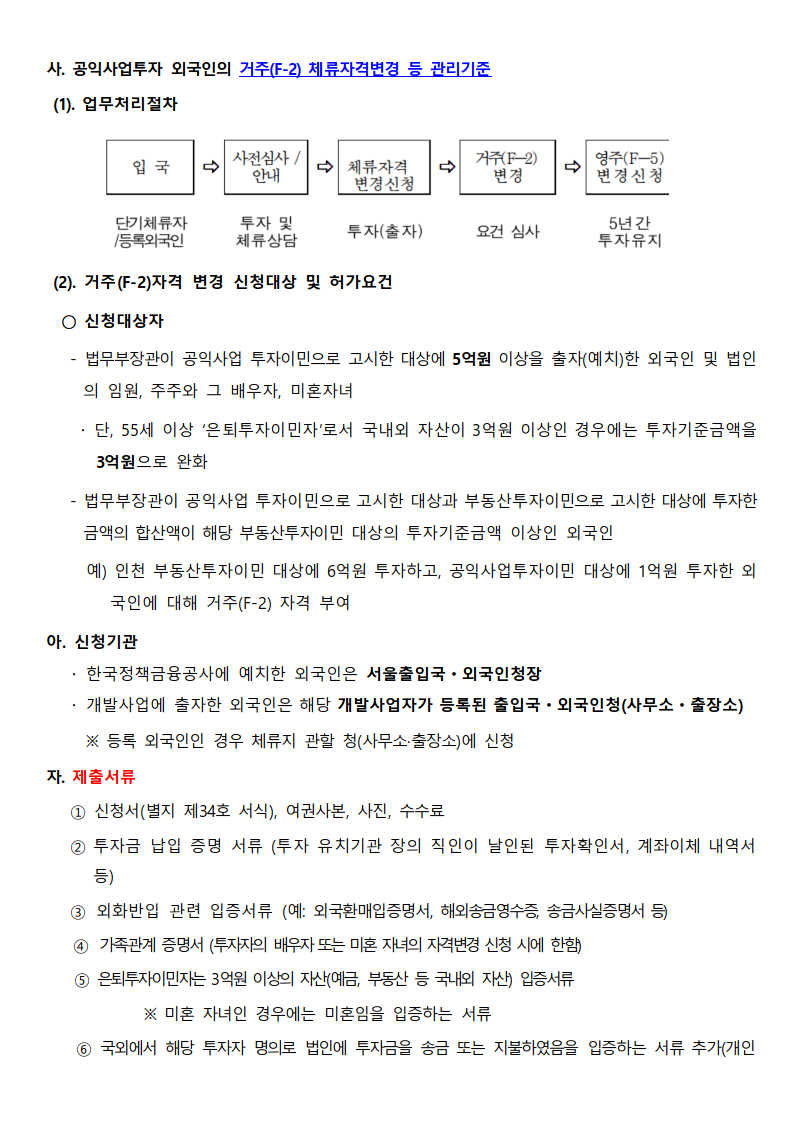 사. 공익사업투자 외국인의 거주(F-2) 체류자격변경 등 관리기준
(1). 업무처리절차
입 국 ⇨ 사전심사 / 안내 ⇨ 체류자격 변경신청 ⇨ 거주(F—2) 변경 ⇨ 영주(F—5) 변경신청
단기체류자 /등록외국인
투자 및 체류상담
투자(출자)
요건 심사
5년간 투자유지
(2). 거주(F-2)자격 변경 신청대상 및 허가요건
○ 신청대상자
- 법무부장관이 공익사업 투자이민으로 고시한 대상에 5억원 이상을 출자(예치)한 외국인 및 법인
의 임원, 주주와 그 배우자, 미혼자녀
· 단, 55세 이상 ‘은퇴투자이민자’로서 국내외 자산이 3억원 이상인 경우에는 투자기준금액을
3억원으로 완화
- 법무부장관이 공익사업 투자이민으로 고시한 대상과 부동산투자이민으로 고시한 대상에 투자한
금액의 합산액이 해당 부동산투자이민 대상의 투자기준금액 이상인 외국인
예) 인천 부동산투자이민 대상에 6억원 투자하고, 공익사업투자이민 대상에 1억원 투자한 외
국인에 대해 거주(F-2) 자격 부여
아. 신청기관
· 한국정책금융공사에 예치한 외국인은 서울출입국・외국인청장
· 개발사업에 출자한 외국인은 해당 개발사업자가 등록된 출입국・외국인청(사무소・출장소)
※ 등록 외국인인 경우 체류지 관할 청(사무소·출장소)에 신청
자. 제출서류
① 신청서(별지 제34호 서식), 여권사본, 사진, 수수료
② 투자금 납입 증명 서류 (투자 유치기관 장의 직인이 날인된 투자확인서, 계좌이체 내역서
등)
③ 외화반입 관련 입증서류 (예: 외국환매입증명서, 해외송금영수증, 송금사실증명서 등)
④ 가족관계 증명서 (투자자의 배우자 또는 미혼 자녀의 자격변경 신청 시에 한함)
⑤ 은퇴투자이민자는 3억원 이상의 자산(예금, 부동산 등 국내외 자산) 입증서류
※ 미혼 자녀인 경우에는 미혼임을 입증하는 서류
⑥ 국외에서 해당 투자자 명의로 법인에 투자금을 송금 또는 지불하였음을 입증하는 서류 추가(개인